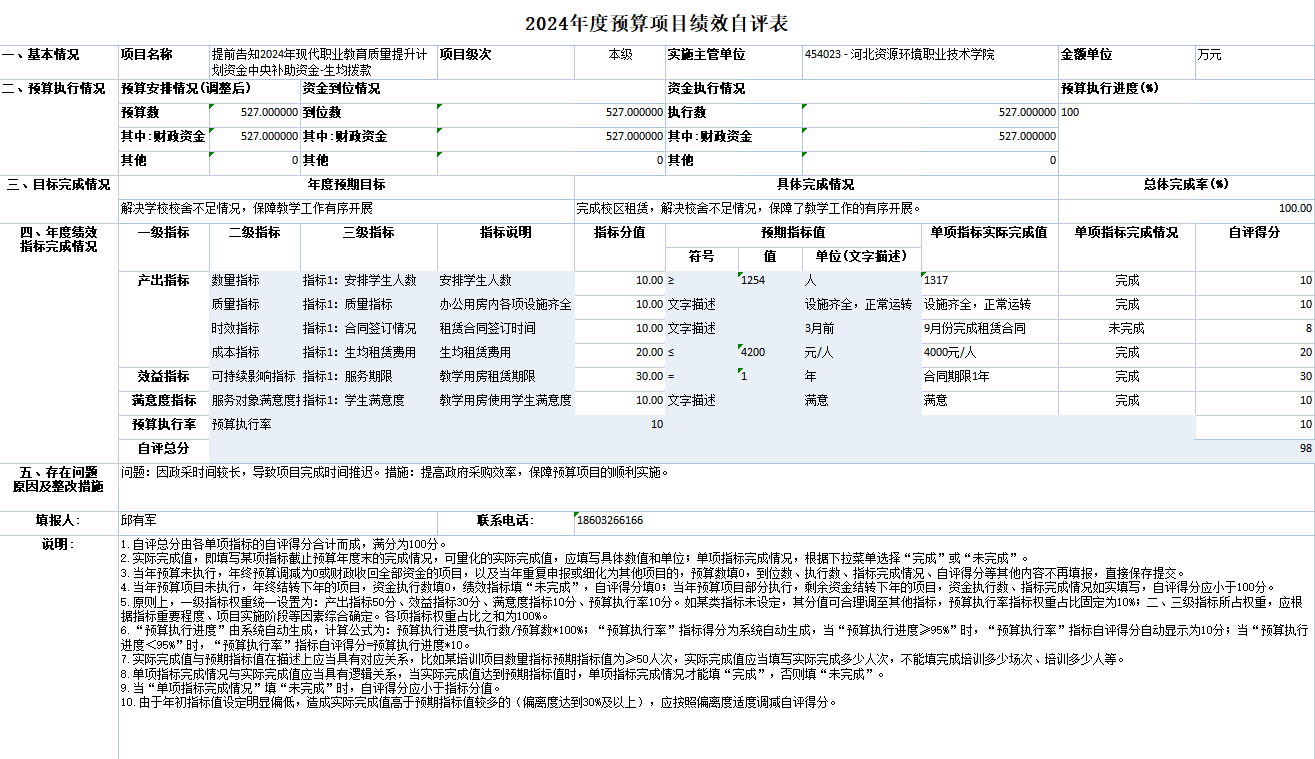 2024年度预算项目绩效自评表
一、基本情况 项目名称 提前告知2024年现代职业教育质量提升计划资金中央补助资金-生均拨款 项目级次 本级 实施主管单位 454023 - 河北资源环境职业技术学院 金额单位 万元
二、预算执行情况 预算安排情况(调整后) 资金到位情况 资金执行情况 预算执行进度(%)
预算数 527.000000 到位数 527.000000 执行数 527.000000 100
其中:财政资金 527.000000 其中:财政资金 527.000000 其中:财政资金 527.000000
其他 0 其他 0 其他 0
三、目标完成情况 年度预期目标 具体完成情况 总体完成率(%)
解决学校校舍不足情况，保障教学工作有序开展 完成校区租赁，解决校舍不足情况，保障了教学工作的有序开展。 100.00
四、年度绩效指标完成情况 一级指标 二级指标 三级指标 指标说明 指标分值 预期指标值 单项指标实际完成值 单项指标完成情况 自评得分
符号 值 单位(文字描述)
产出指标 数量指标 指标1：安排学生人数 安排学生人数 10.00 ≥ 1254 人 1317 完成 10
质量指标 指标1：质量指标 办公用房内各项设施齐全 10.00 文字描述 设施齐全，正常运转 设施齐全，正常运转 完成 10
时效指标 指标1：合同签订情况 租赁合同签订时间 10.00 文字描述 3月前 9月份完成租赁合同 未完成 8
成本指标 指标1：生均租赁费用 生均租赁费用 20.00 ≤ 4200 元/人 4000元/人 完成 20
效益指标 可持续影响指标 指标1：服务期限 教学用房租赁期限 30.00 = 1 年 合同期限1年 完成 30
满意度指标 服务对象满意度 指标1：学生满意度 教学用房使用学生满意度 10.00 文字描述 满意 满意 完成 10
预算执行率 预算执行率 10 10
自评总分 98
五、存在问题原因及整改措施 问题：因政采时间较长，导致项目完成时间推迟。措施：提高政府采购效率，保障预算项目的顺利实施。
填报人: 邱有军 联系电话: 18603266166
说明: 1. 自评总分由各单项指标的自评得分合计而成，满分为100分。
2. 实际完成值，即填写某项指标截止预算年度末的完成情况，可量化的实际完成值，应填写具体数值和单位；单项指标完成情况，根据下拉菜单选择“完成”或“未完成”。
3. 当年预算未执行，年终预算调减为0或财政收回全部资金的项目，以及当年重复申报或细化为其他项目的，预算数填0，到位数、执行数、指标完成情况、自评得分等其他内容不再填报，直接保存提交。
4. 当年预算项目未执行，年终结转下年的项目，资金执行数填0，绩效指标填“未完成”，自评得分填0；当年预算项目部分执行，剩余资金结转下年的项目，资金执行数、指标完成情况如实填写，自评得分应小于100分。
5. 原则上，一级指标权重统一设置为：产出指标50分、效益指标30分、满意度指标10分、预算执行率10分。如某类指标未设定，其分值可合理调至其他指标，预算执行率指标权重占比固定为10%；二、三级指标所占权重，应根
据指标重要程度、项目实施阶段等因素综合确定。各项指标权重占比之和为100%。
6. “预算执行进度”由系统自动生成，计算公式为：预算执行进度=执行数/预算数*100%；“预算执行率”指标得分为系统自动生成，当“预算执行进度≥95%”时，“预算执行率”指标自评得分自动显示为10分；当“预算执行
进度＜95%”时，“预算执行率”指标自评得分=预算执行进度*10。
7. 实际完成值与预期指标值在描述上应当具有对应关系，比如某培训项目数量指标预期指标值为≥50人次，实际完成值应当填写实际完成多少人次，不能填完成培训多少场次、培训多少人等。
8. 单项指标完成情况与实际完成值应当具有逻辑关系，当实际完成值达到预期指标值时，单项指标完成情况才能填“完成”，否则填“未完成”。
9. 当“单项指标完成情况”填“未完成”时，自评得分应小于指标分值。
10. 由于年初指标值设定明显偏低，造成实际完成值高于预期指标值较多的（偏离度达到30%及以上），应按照偏离度适度调减自评得分。